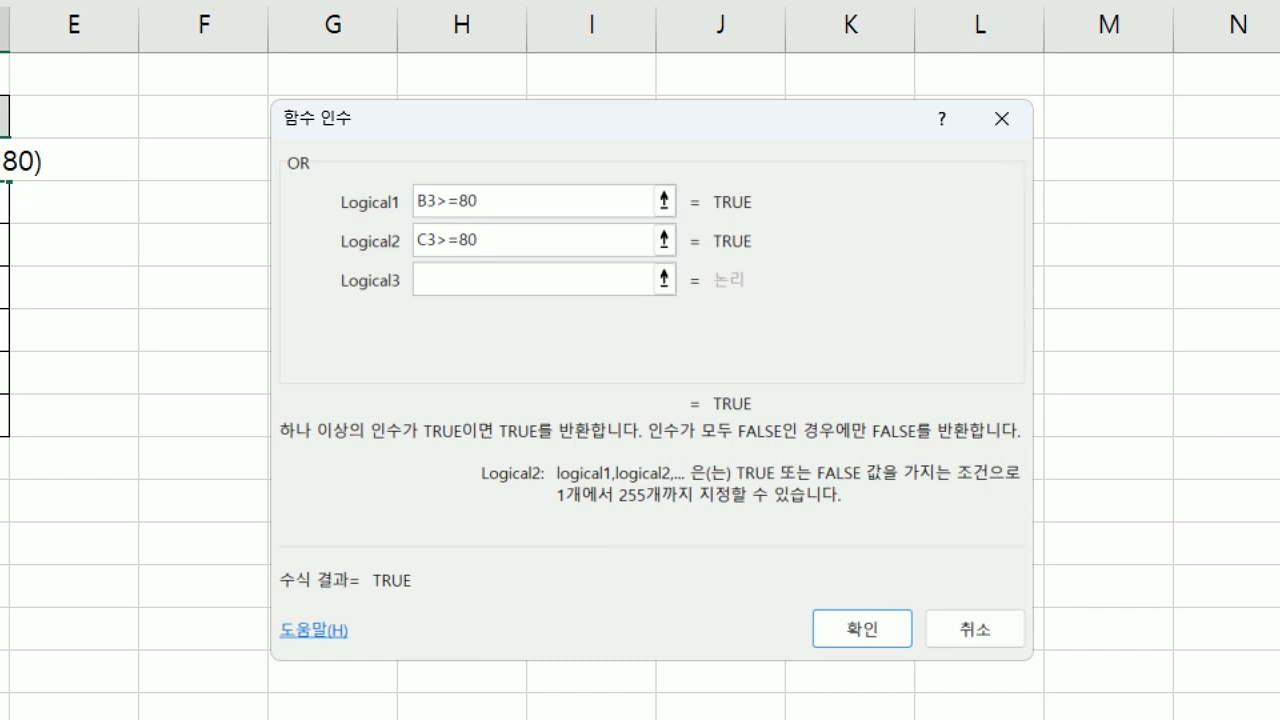 E F G H I J K L M N
함수 인수 ?
80)
OR
Logical1 B3>=80 = TRUE
Logical2 C3>=80 = TRUE
Logical3 = 논리
= TRUE
하나 이상의 인수가 TRUE이면 TRUE를 반환합니다. 인수가 모두 FALSE인 경우에만 FALSE를 반환합니다.
Logical2: logical1,logical2,... 은(는) TRUE 또는 FALSE 값을 가지는 조건으로
1개에서 255개까지 지정할 수 있습니다.
수식 결과= TRUE
도움말(H) 확인 취소